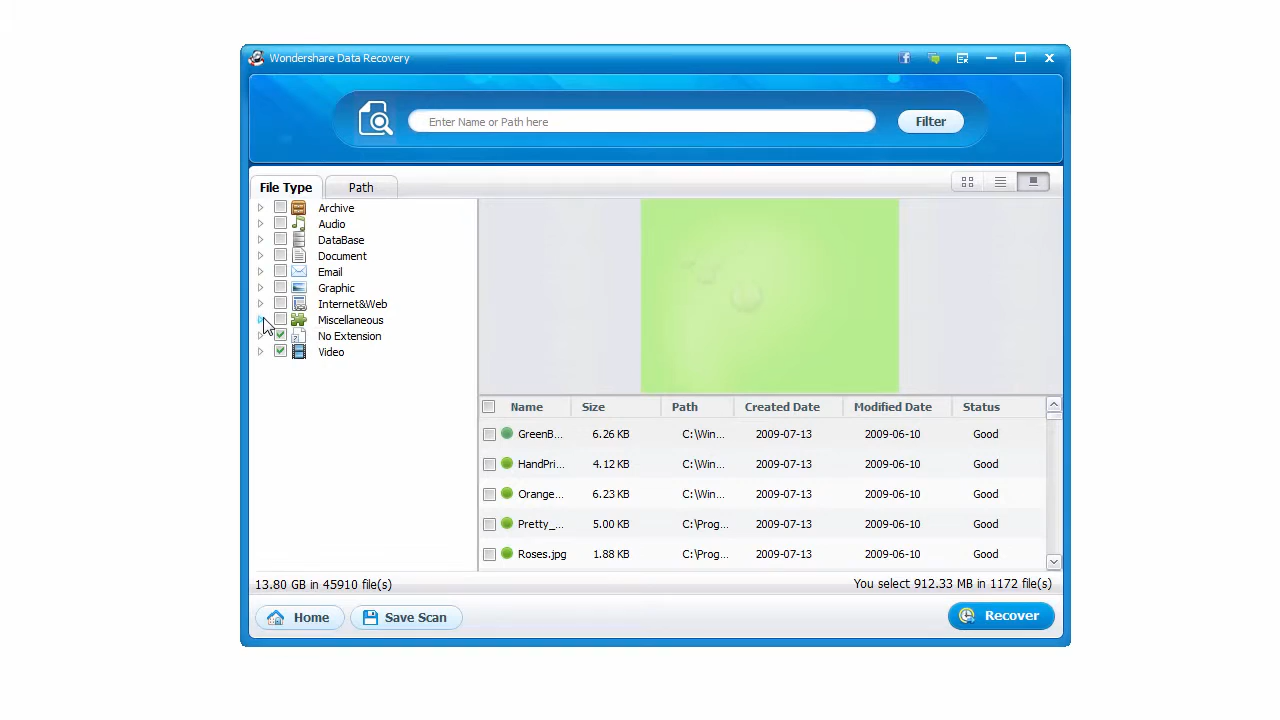 Wondershare Data Recovery
Enter Name or Path here
Filter
File Type Path
Archive
Audio
DataBase
Document
Email
Graphic
Internet&Web
Miscellaneous
No Extension
Video
Name Size Path Created Date Modified Date Status
GreenB... 6.26 KB C:\Win... 2009-07-13 2009-06-10 Good
HandPri... 4.12 KB C:\Win... 2009-07-13 2009-06-10 Good
Orange... 6.23 KB C:\Win... 2009-07-13 2009-06-10 Good
Pretty_... 5.00 KB C:\Prog... 2009-07-13 2009-06-10 Good
Roses.jpg 1.88 KB C:\Prog... 2009-07-13 2009-06-10 Good
13.80 GB in 45910 file(s) You select 912.33 MB in 1172 file(s)
Home Save Scan Recover